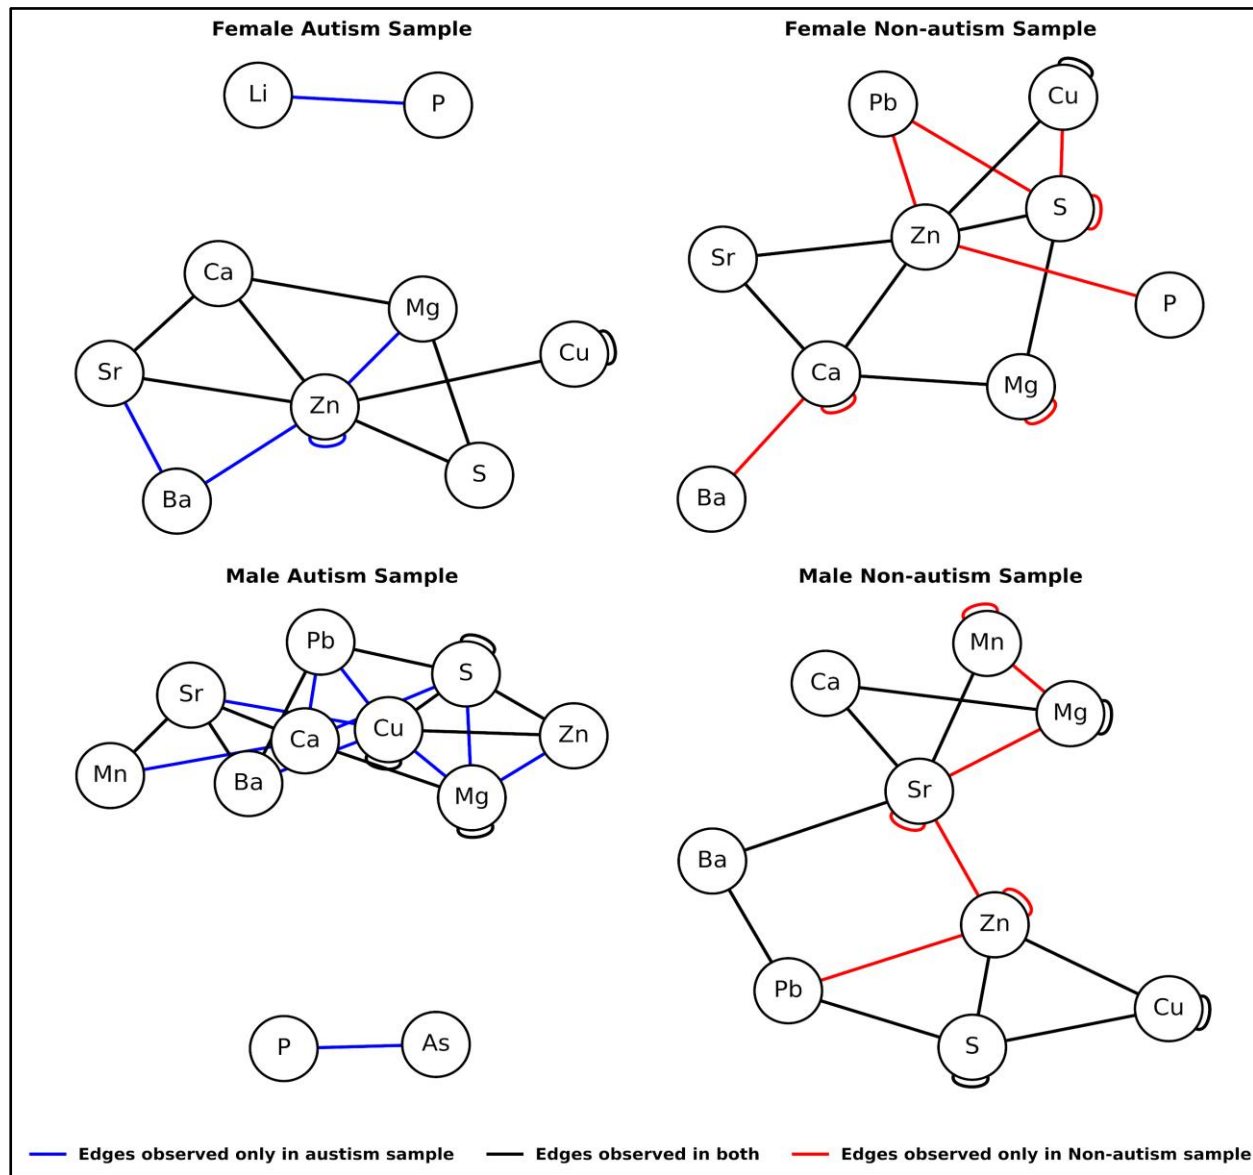 Female Autism Sample
Li
P
Ca
Mg
Cu
Sr
Zn
Ba
S
Female Non-autism Sample
Pb
Cu
S
Zn
Sr
P
Ca
Mg
Ba
Male Autism Sample
Pb
S
Sr
Cu
Ca
Zn
Mn
Ba
Mg
P
As
Male Non-autism Sample
Mn
Ca
Mg
Sr
Ba
Zn
Pb
Cu
S
Edges observed only in austism sample
Edges observed in both
Edges observed only in Non-autism sample